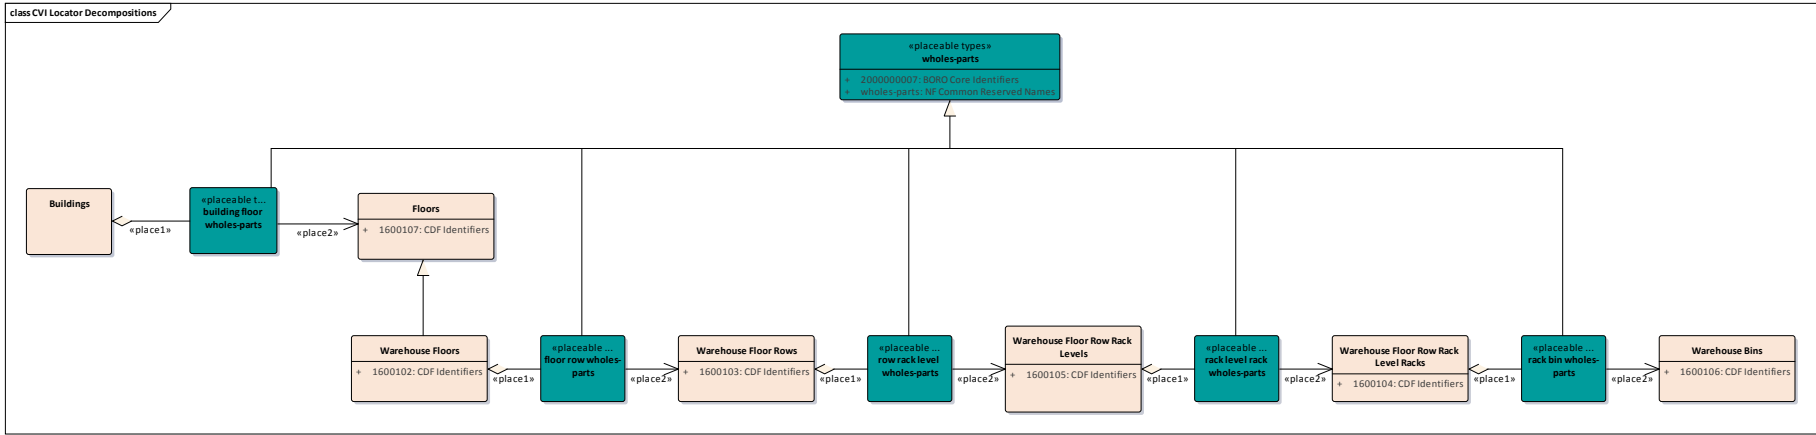 class CVI Locator Decompositions
«placeable types»
wholes-parts
+ 2000000007: BORO Core Identifiers
+ wholes-parts: NF Common Reserved Names
Buildings
«place1»
«placeable t...
building floor
wholes-parts
«place2»
Floors
+ 1600107: CDF Identifiers
Warehouse Floors
+ 1600102: CDF Identifiers
«place1»
«placeable ...
floor row wholes-
parts
«place2»
Warehouse Floor Rows
+ 1600103: CDF Identifiers
«place1»
«placeable ...
row rack level
wholes-parts
«place2»
Warehouse Floor Row Rack
Levels
+ 1600105: CDF Identifiers
«place1»
«placeable ...
rack level rack
wholes-parts
«place2»
Warehouse Floor Row Rack
Level Racks
+ 1600104: CDF Identifiers
«place1»
«placeable ...
rack bin wholes-
parts
«place2»
Warehouse Bins
+ 1600106: CDF Identifiers